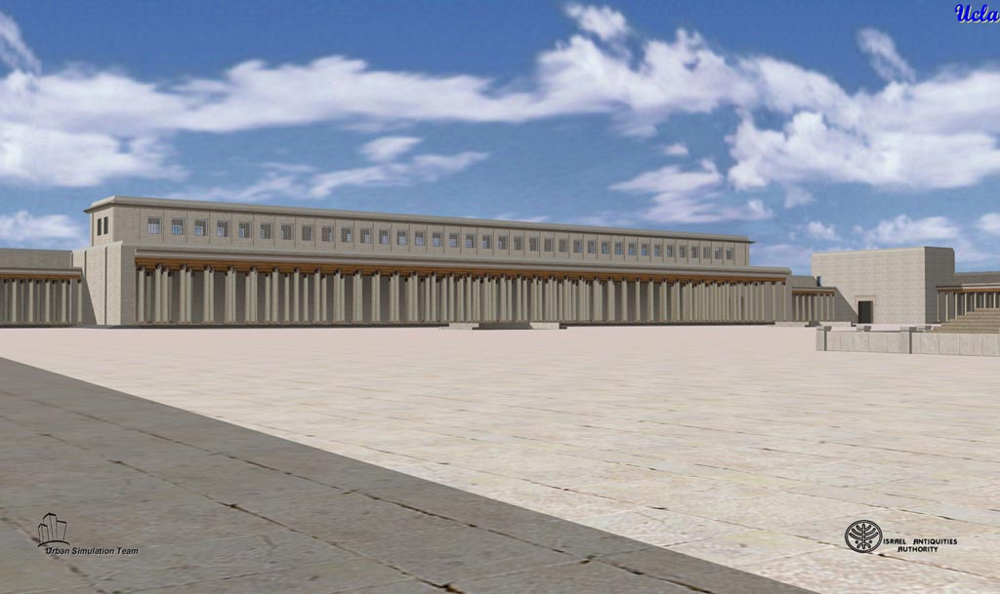 Ucla
Urban Simulation Team
ISRAEL ANTIQUITIES
AUTHORITY